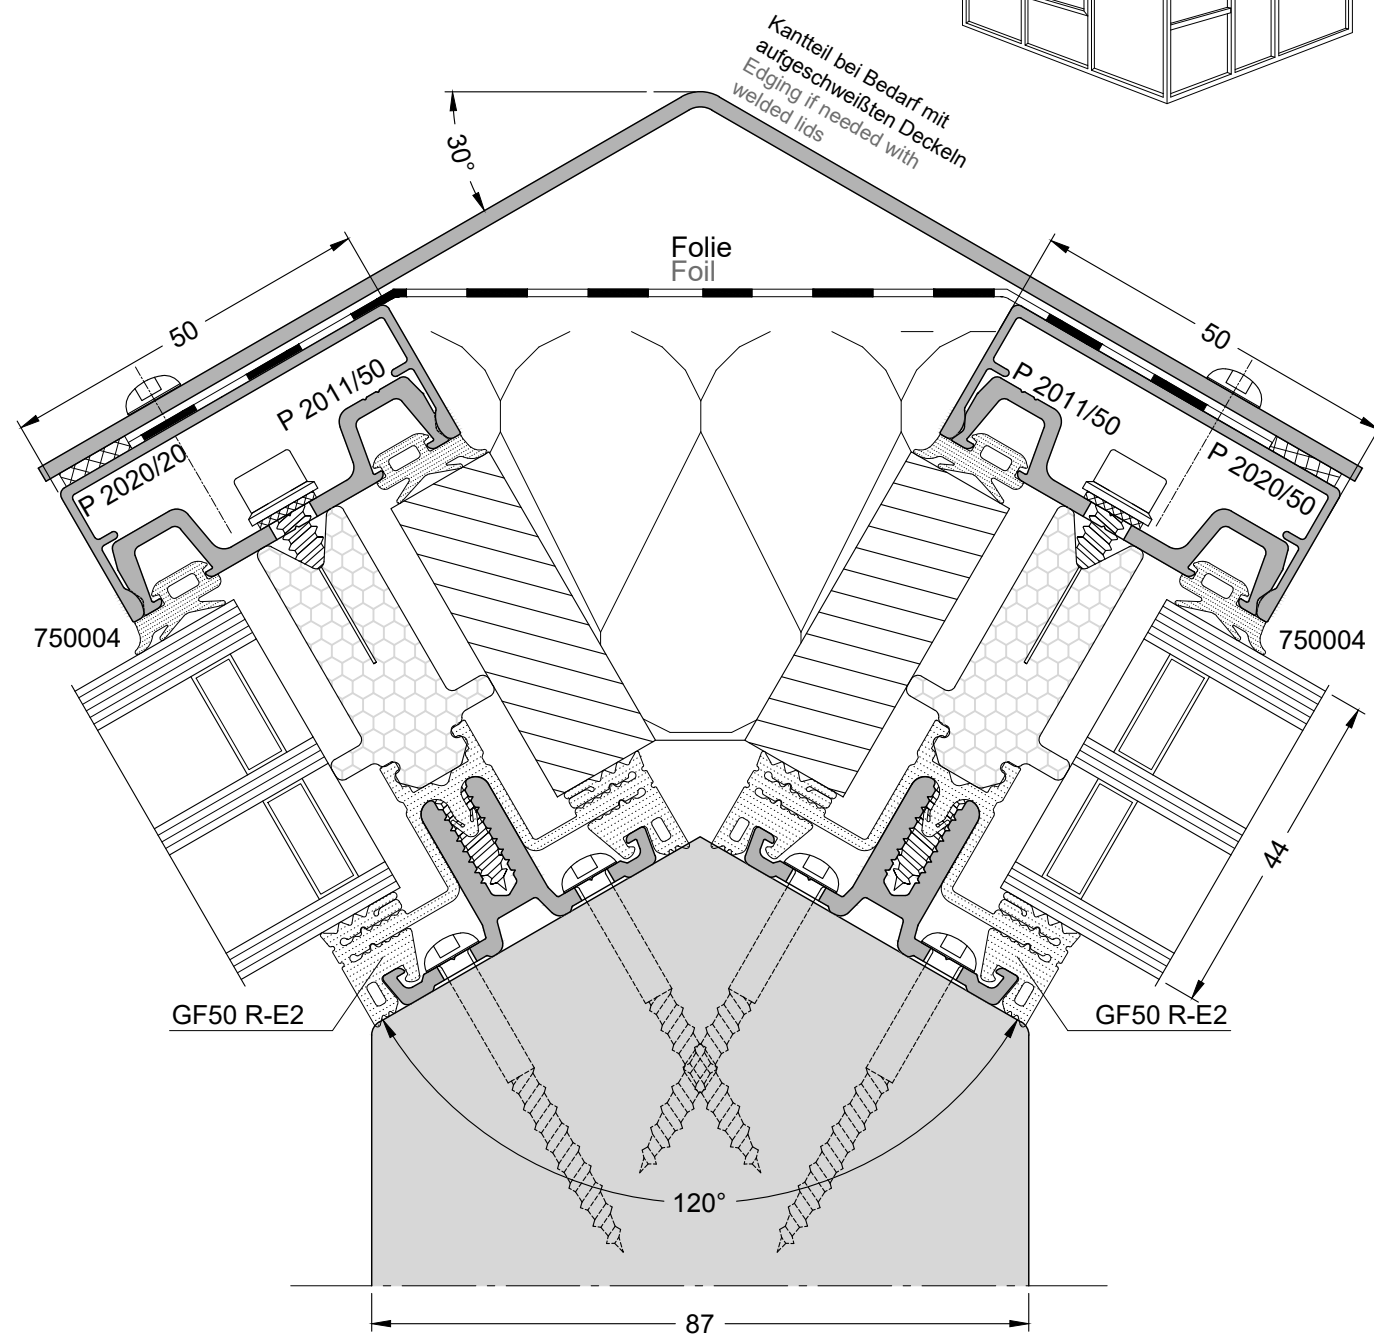 Kantteil bei Bedarf mit
aufgeschweißten Deckeln
Edging if needed with
welded lids
30°
Folie
Foil
50
50
P 2011/50
P 2011/50
P 2020/20
P 2020/50
750004
750004
44
GF50 R-E2
GF50 R-E2
120°
87